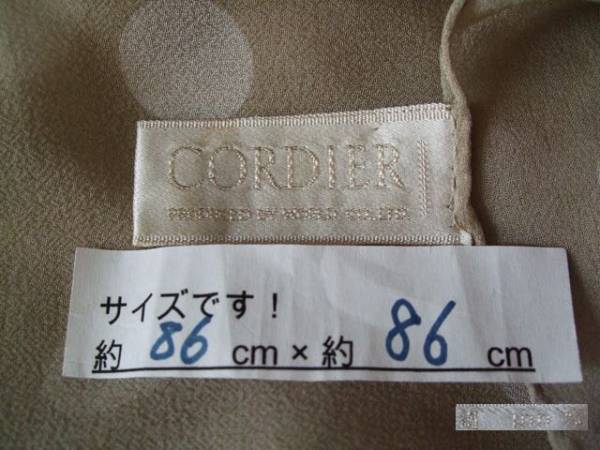 CORDIER
PRODUCED BY WORLD CO.,LTD.
サイズです！
約 86 cm × 約 86 cm